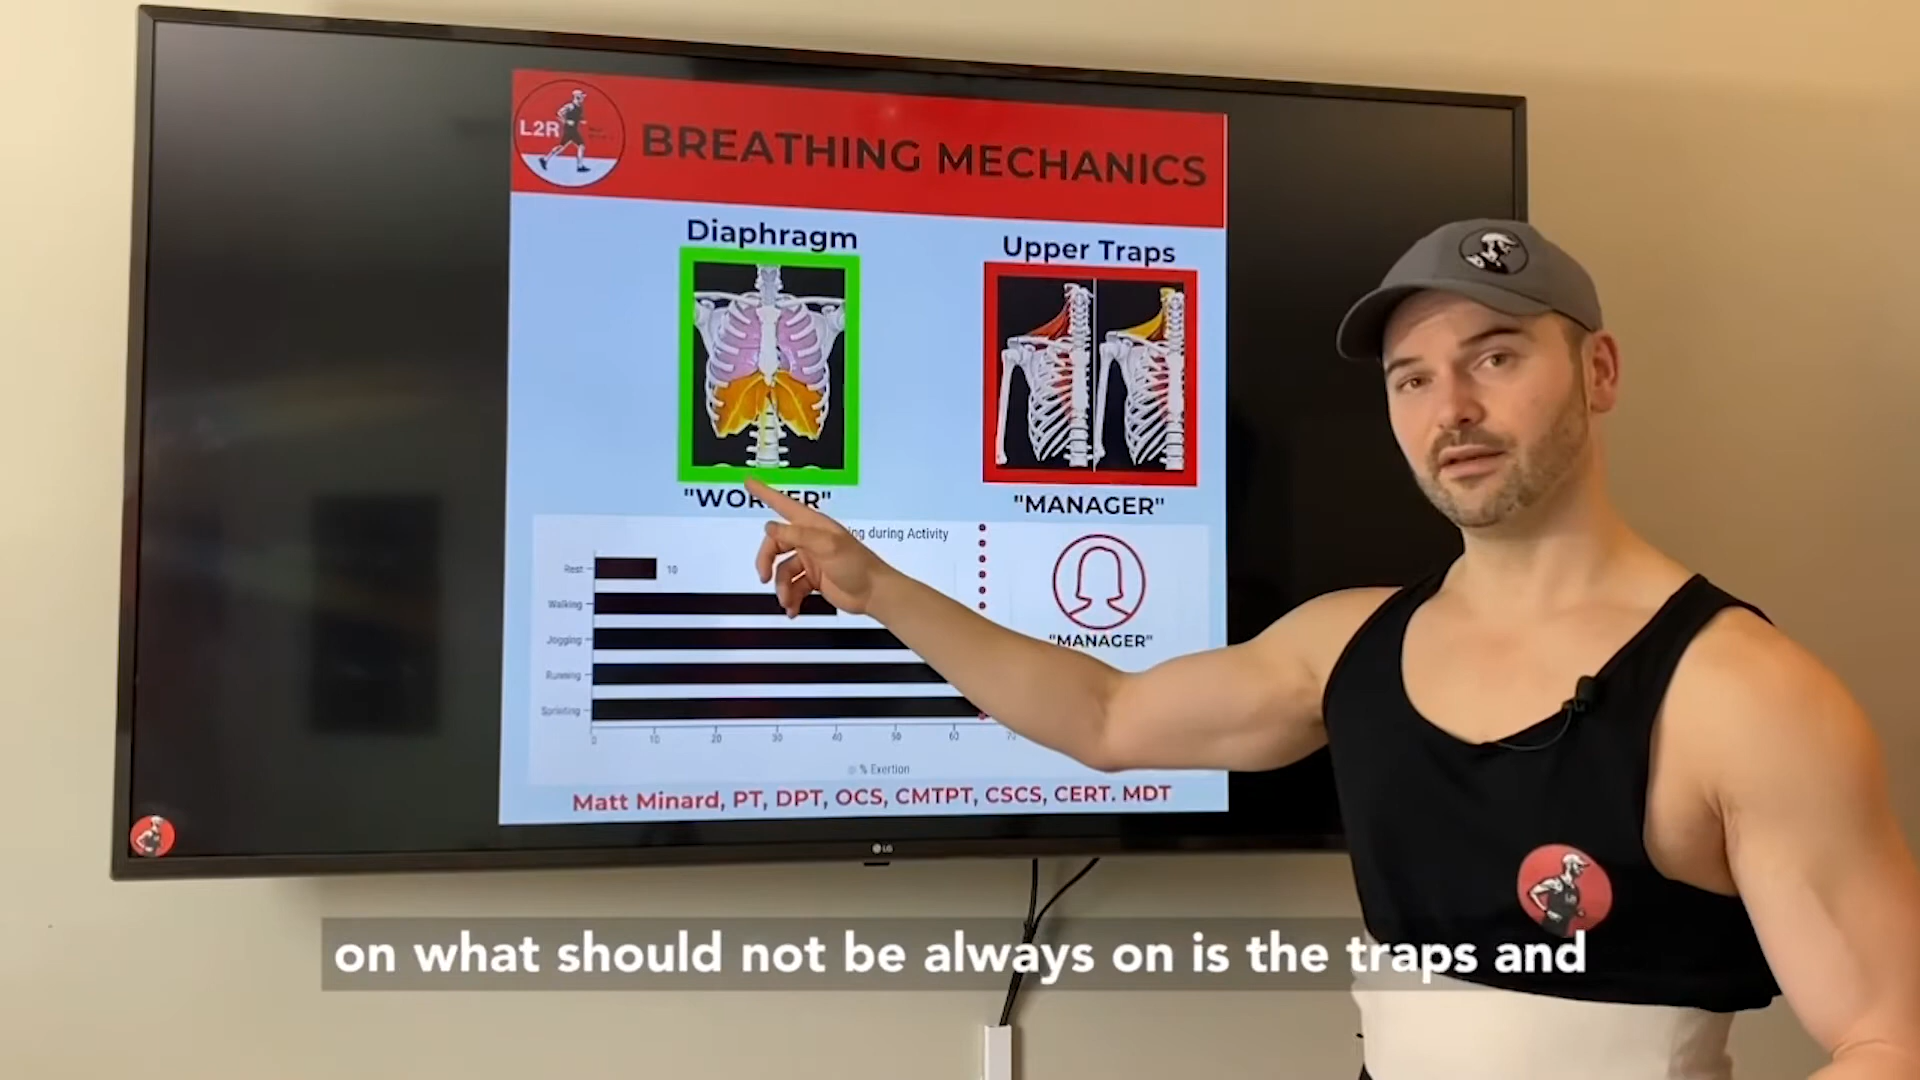 L2R
BREATHING MECHANICS
Diaphragm
Upper Traps
"MANAGER"
during Activity
Rest
10
Walking
Jogging
Running
Sprinting
0
10
20
30
40
50
60
70
"MANAGER"
% Exertion
Matt Minard, PT, DPT, OCS, CMTPT, CSCS, CERT. MDT
LG
on what should not be always on is the traps and